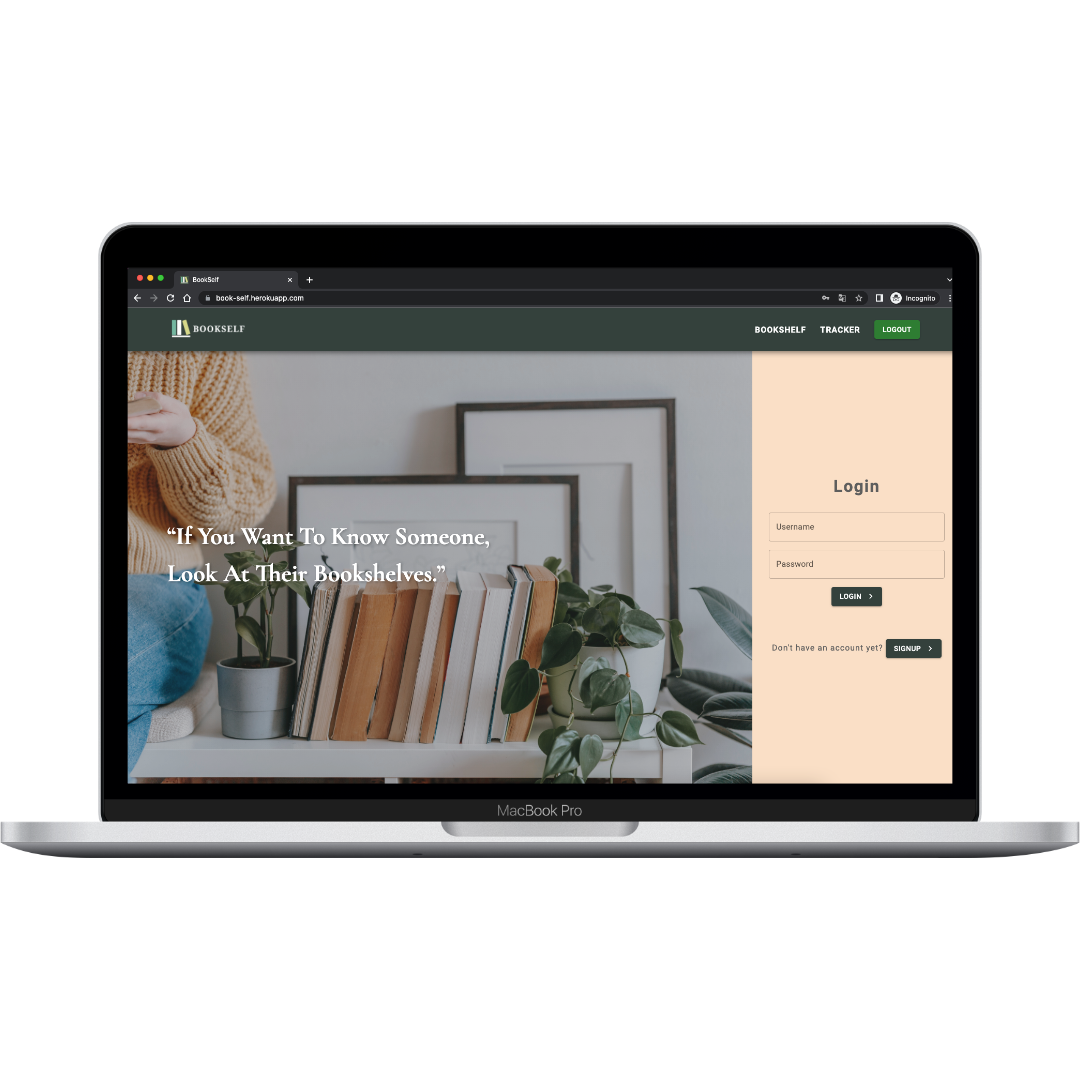 BookSelf
book-self.herokuapp.com
Incognito
BOOKSELF
BOOKSHELF
TRACKER
LOGOUT
“If You Want To Know Someone,
Look At Their Bookshelves.”
Login
Username
Password
LOGIN
Don't have an account yet? SIGNUP
MacBook Pro